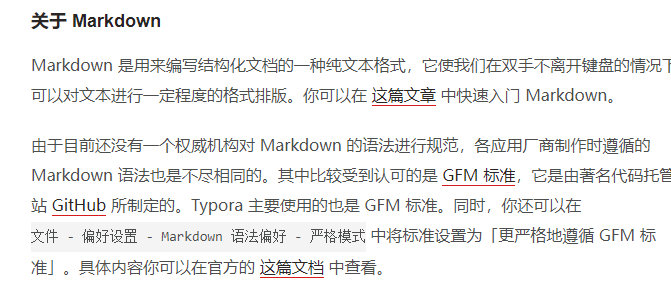 关于 Markdown
Markdown 是用来编写结构化文档的一种纯文本格式，它使我们在双手不离开键盘的情况下
可以对文本进行一定程度的格式排版。你可以在 这篇文章 中快速入门 Markdown。
由于目前还没有一个权威机构对 Markdown 的语法进行规范，各应用厂商制作时遵循的
Markdown 语法也是不尽相同的。其中比较受到认可的是 GFM 标准，它是由著名代码托管
站 GitHub 所制定的。Typora 主要使用的也是 GFM 标准。同时，你还可以在
文件 - 偏好设置 - Markdown 语法偏好 - 严格模式 中将标准设置为「更严格地遵循 GFM 标
准」。具体内容你可以在官方的 这篇文档 中查看。